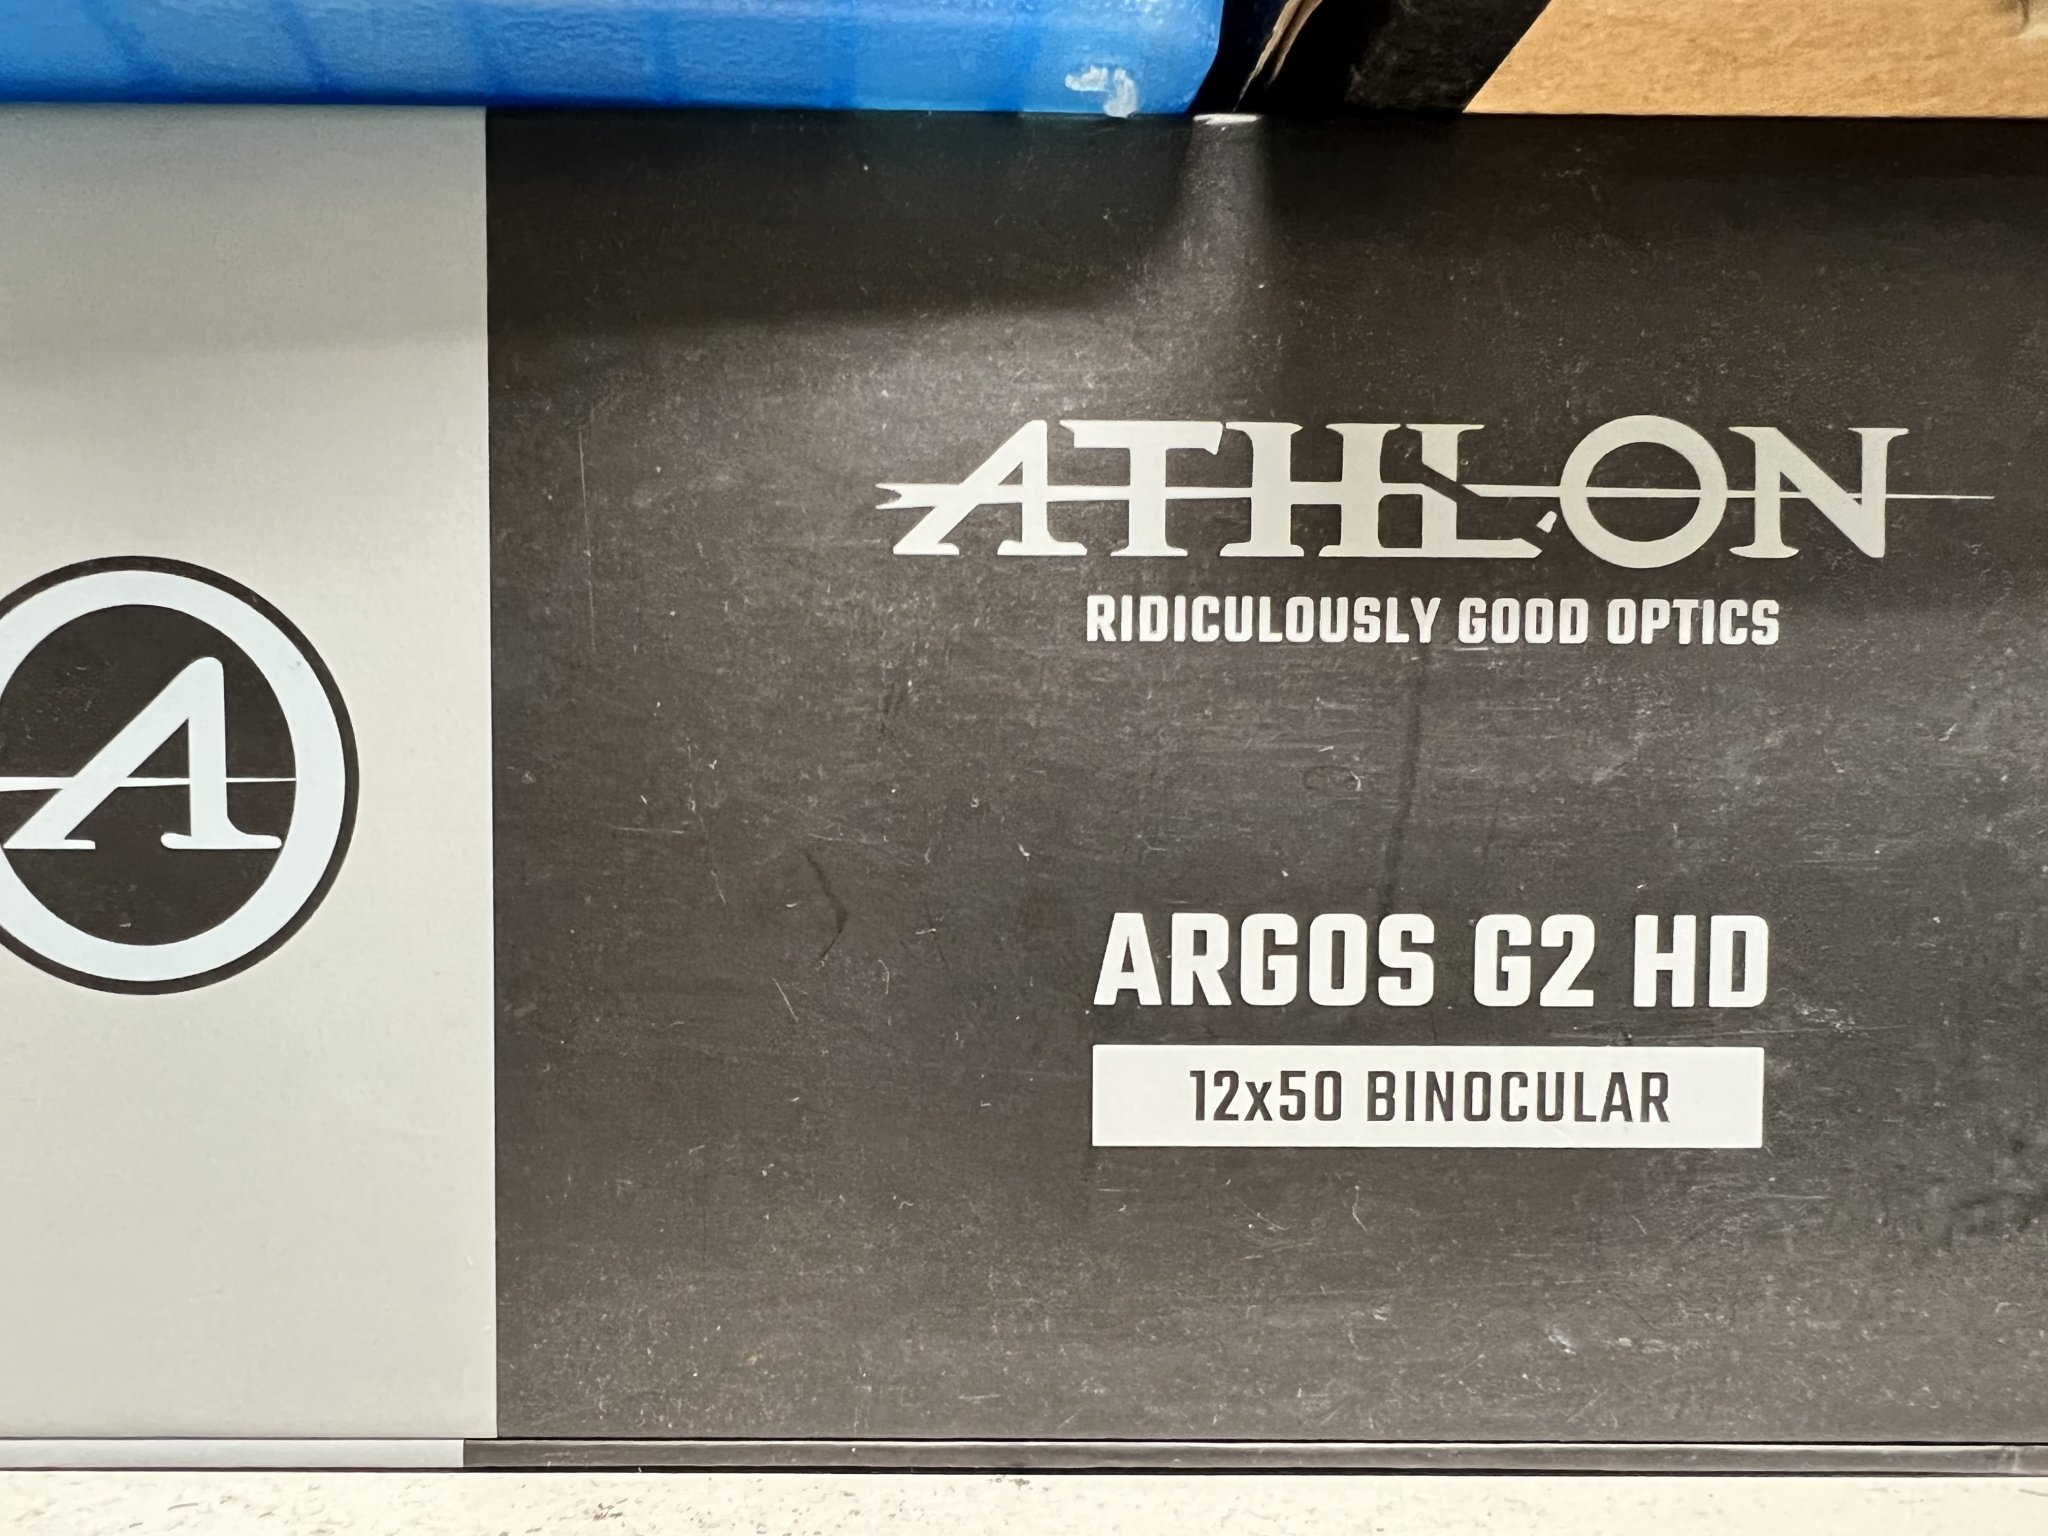 A
ATHLON
RIDICULOUSLY GOOD OPTICS
ARGOS G2 HD
12x50 BINOCULAR